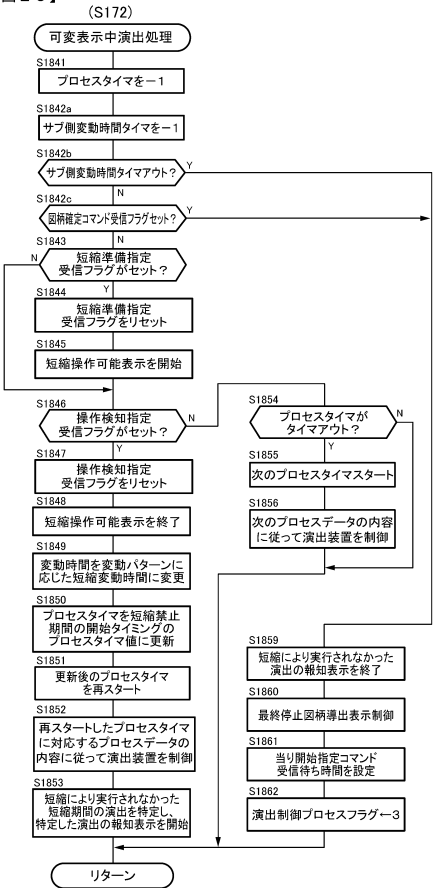 (S172)
可変表示中演出処理
S1841
プロセスタイマを－1
S1842a
サブ側変動時間タイマを－1
S1842b
サブ側変動時間タイマアウト？
Y
N
S1842c
図柄確定コマンド受信フラグセット？
Y
N
S1843
短縮準備指定
受信フラグがセット？
N
Y
S1844
短縮準備指定
受信フラグをリセット
S1845
短縮操作可能表示を開始
S1846
操作検知指定
受信フラグがセット？
N
Y
S1847
操作検知指定
受信フラグをリセット
S1848
短縮操作可能表示を終了
S1849
変動時間を変動パターンに
応じた短縮変動時間に変更
S1850
プロセスタイマを短縮禁止
期間の開始タイミングの
プロセスタイマ値に更新
S1851
更新後のプロセスタイマ
を再スタート
S1852
再スタートしたプロセスタイマ
に対応するプロセスデータの
内容に従って演出装置を制御
S1853
短縮により実行されなかった
短縮期間の演出を特定し、
特定した演出の報知表示を開始
S1854
プロセスタイマが
タイムアウト？
N
Y
S1855
次のプロセスタイマスタート
S1856
次のプロセスデータの内容
に従って演出装置を制御
S1859
短縮により実行されなかった
演出の報知表示を終了
S1860
最終停止図柄導出表示制御
S1861
当り開始指定コマンド
受信待ち時間を設定
S1862
演出制御プロセスフラグ←3
リターン